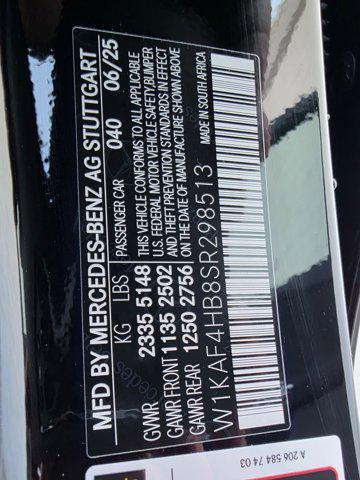 MFD BY MERCEDES-BENZ AG STUTTGART
KG LBS PASSENGER CAR 040 06/25
GVWR 2335 5148 THIS VEHICLE CONFORMS TO ALL APPLICABLE
U.S. FEDERAL MOTOR VEHICLE SAFETY, BUMPER
GAWR FRONT 1135 2502 AND THEFT PREVENTION STANDARDS IN EFFECT
GAWR REAR 1250 2756 ON THE DATE OF MANUFACTURE SHOWN ABOVE
W1KAF4HB8SR298513 MADE IN SOUTH AFRICA
Mercedes
A 206 584 74 03